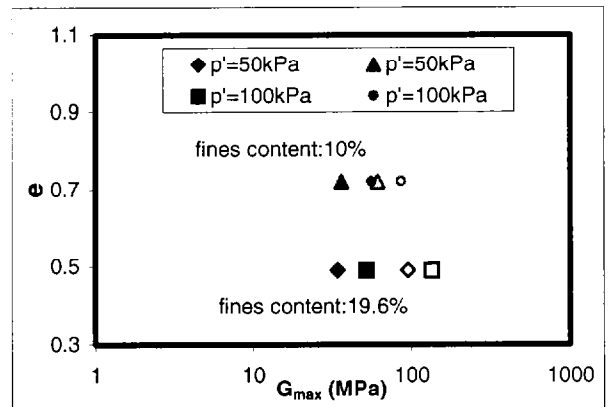 1.1
p'=50kPa p'=50kPa
p'=100kPa p'=100kPa
0.9
fines content:10%
e 0.7
0.5
fines content:19.6%
0.3
1 10 100 1000
Gmax (MPa)